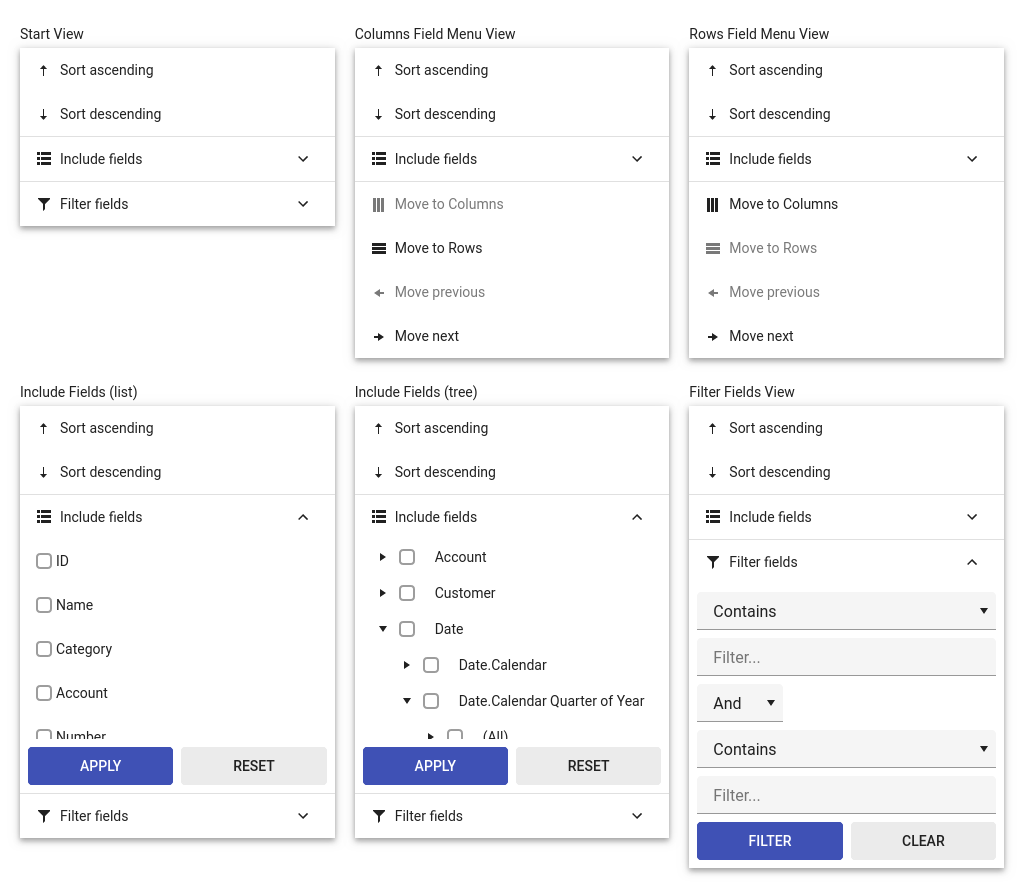 Start View
Sort ascending
Sort descending
Include fields
Filter fields
Columns Field Menu View
Sort ascending
Sort descending
Include fields
Move to Columns
Move to Rows
Move previous
Move next
Rows Field Menu View
Sort ascending
Sort descending
Include fields
Move to Columns
Move to Rows
Move previous
Move next
Include Fields (list)
Sort ascending
Sort descending
Include fields
ID
Name
Category
Account
Number
APPLY RESET
Filter fields
Include Fields (tree)
Sort ascending
Sort descending
Include fields
Account
Customer
Date
Date.Calendar
Date.Calendar Quarter of Year
(All)
APPLY RESET
Filter fields
Filter Fields View
Sort ascending
Sort descending
Include fields
Filter fields
Contains
Filter...
And
Contains
Filter...
FILTER CLEAR